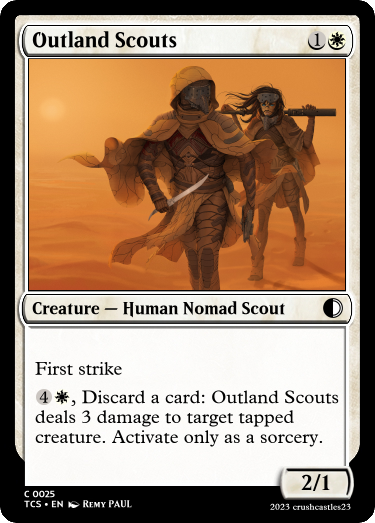 Outland Scouts 1
Creature — Human Nomad Scout
First strike
4, Discard a card: Outland Scouts
deals 3 damage to target tapped
creature. Activate only as a sorcery.
2/1
C 0025
TCS • EN Remy PAUL
2023 crushcastles23